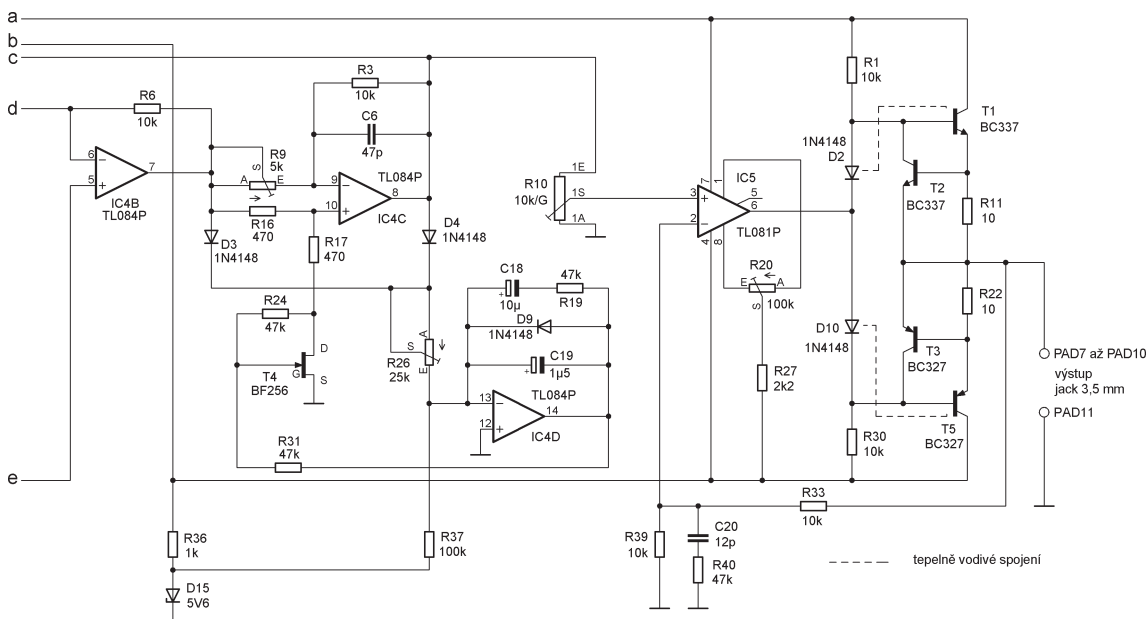 a
b
c
d
e
R6
10k
6
5
7
IC4B
TL084P
R3
10k
C6
47p
S
R9
5k
A
E
R16
470
9
10
8
TL084P
IC4C
D3
1N4148
R17
470
D4
1N4148
R24
47k
D
G
S
T4
BF256
R31
47k
C18
+
10µ
47k
R19
D9
1N4148
C19
+
1µ5
A
S
E
R26
25k
TL084P
13
12
14
IC4D
R36
1k
D15
5V6
R37
100k
1E
R10
10k/G
1S
1A
3
2
7
1
4
8
5
6
IC5
TL081P
R20
E
A
S
100k
R27
2k2
R1
10k
1N4148
D2
T1
BC337
T2
BC337
R11
10
R22
10
D10
1N4148
T3
BC327
T5
BC327
R30
10k
PAD7 až PAD10
výstup
jack 3,5 mm
PAD11
R33
10k
R39
10k
C20
12p
R40
47k
tepelně vodivé spojení